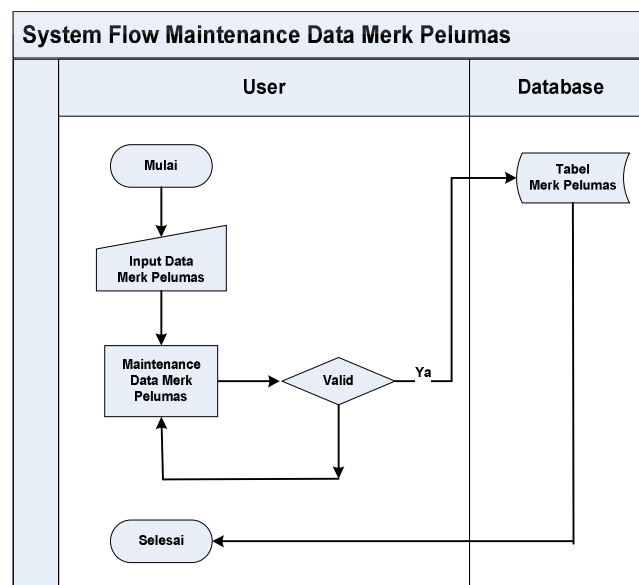 System Flow Maintenance Data Merk Pelumas
User
Database
Mulai
Tabel
Merk Pelumas
Input Data
Merk Pelumas
Maintenance
Data Merk
Pelumas
Valid
Ya
Selesai